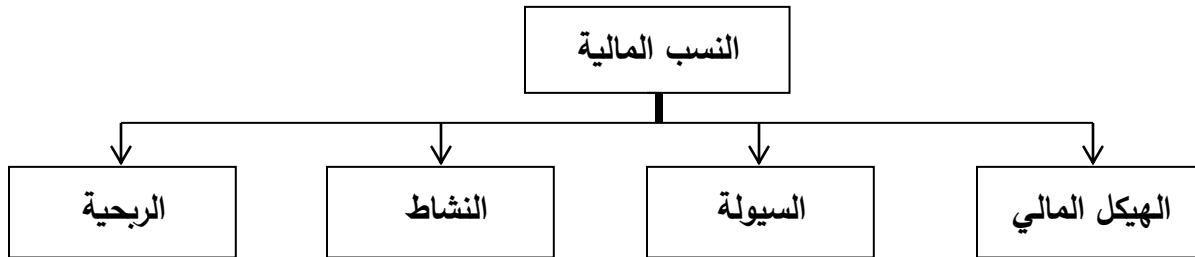 النسب المالية
الهيكل المالي
السيولة
النشاط
الربحية